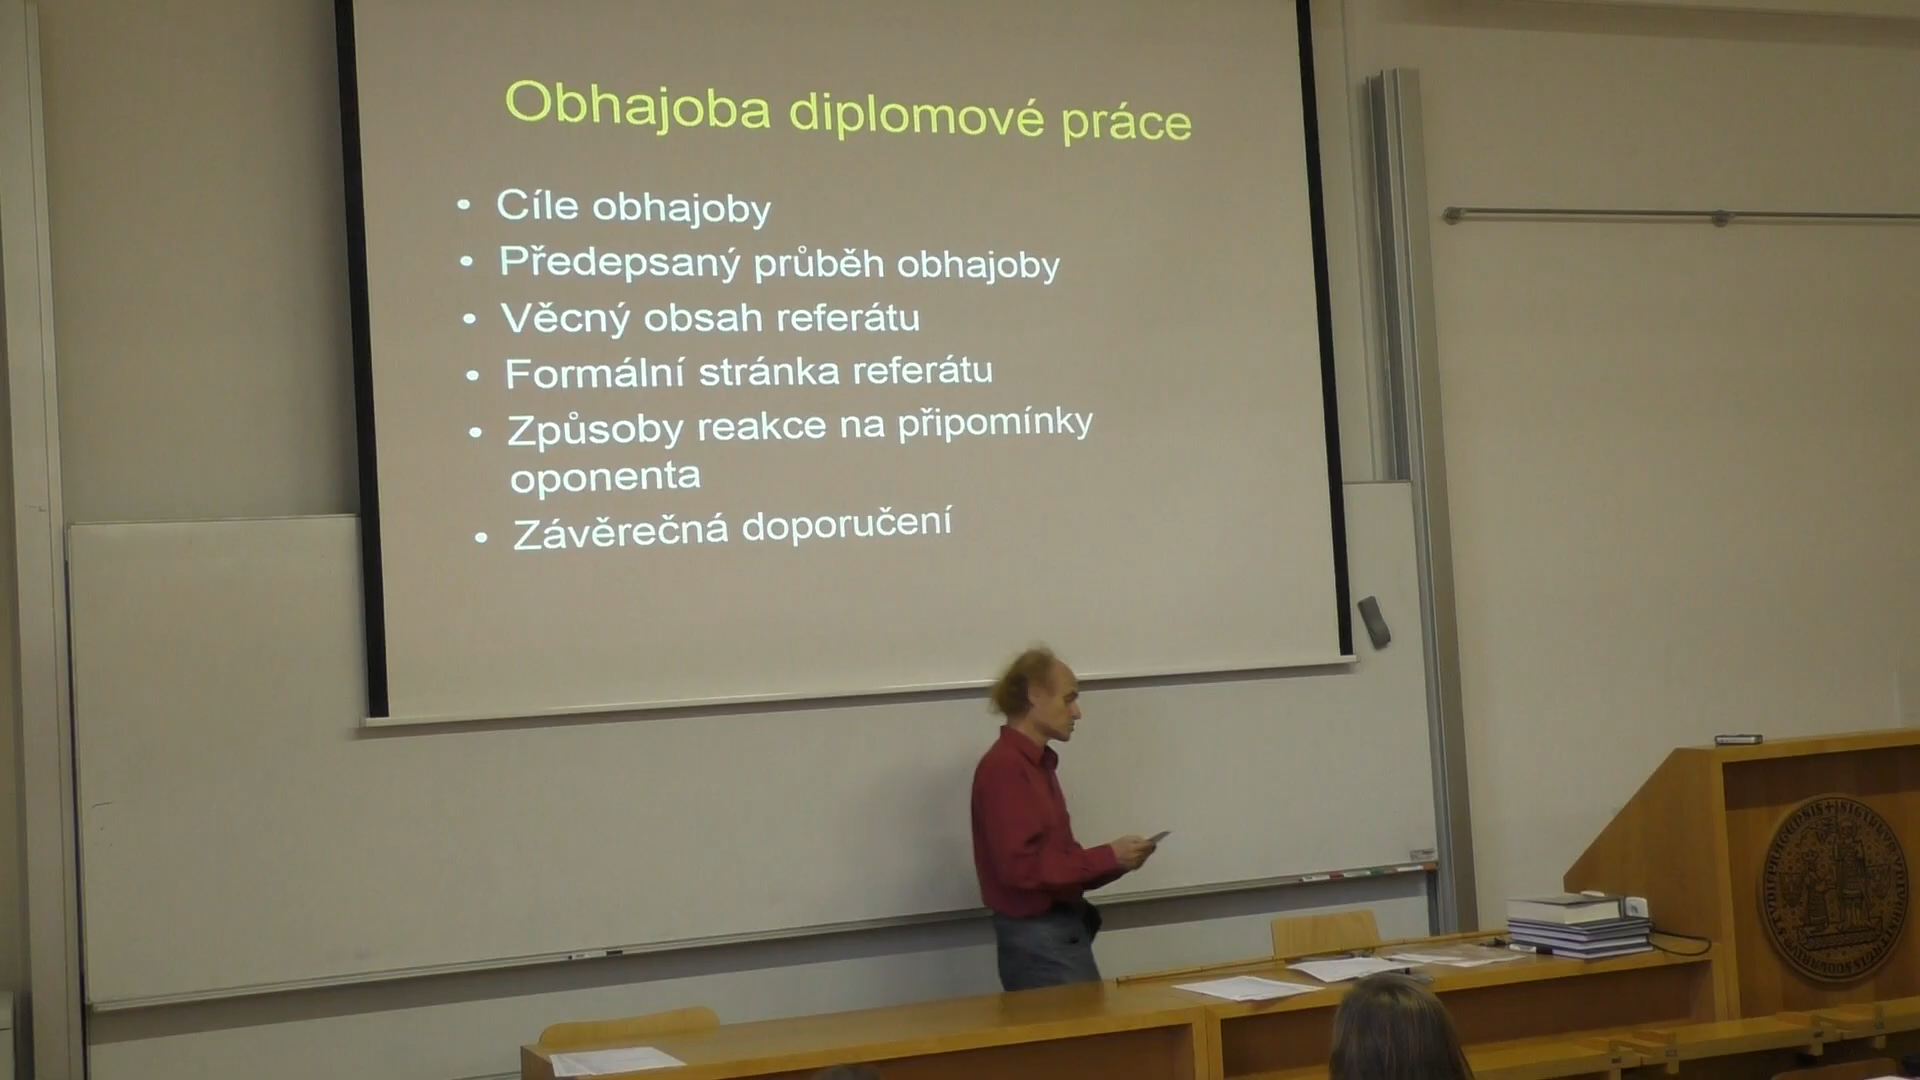 Obhajoba diplomové práce
• Cíle obhajoby
• Předepsaný průběh obhajoby
• Věcný obsah referátu
• Formální stránka referátu
• Způsoby reakce na připomínky
oponenta
• Závěrečná doporučení